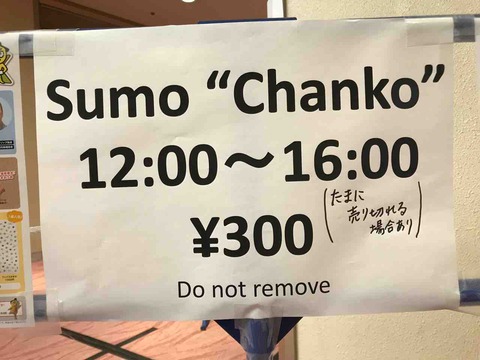 Sumo “Chanko”
12:00～16:00
¥300
(たまに
売り切れる
場合あり)
Do not remove